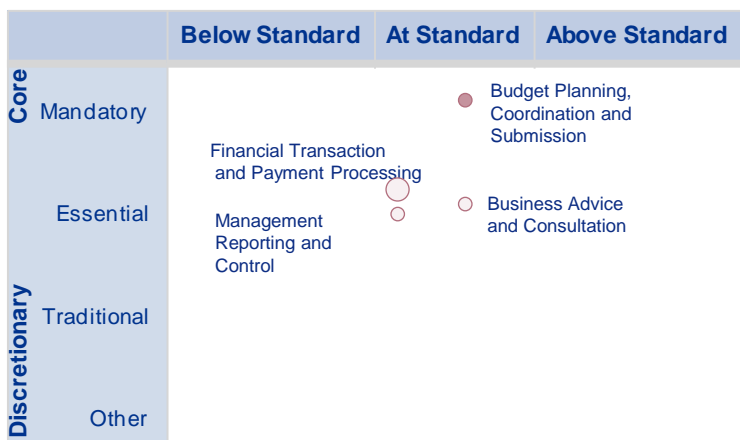 Below Standard At Standard Above Standard
Core
Mandatory
Budget Planning,
Coordination and
Submission
Financial Transaction
and Payment Processing
Essential
Management
Reporting and
Control
Business Advice
and Consultation
Discretionary
Traditional
Other